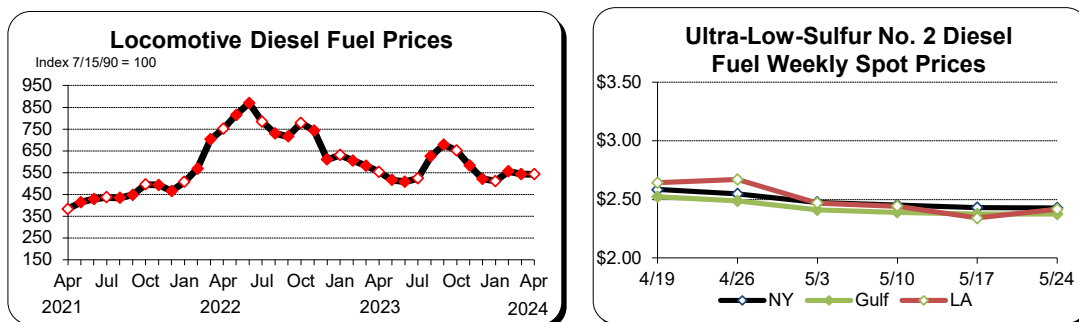 Locomotive Diesel Fuel Prices
Index 7/15/90 = 100
950
850
750
650
550
450
350
250
150
Apr Jul Oct Jan Apr Jul Oct Jan Apr Jul Oct Jan Apr
2021 2022 2023 2024
Ultra-Low-Sulfur No. 2 Diesel
Fuel Weekly Spot Prices
$3.50
$3.00
$2.50
$2.00
4/19 4/26 5/3 5/10 5/17 5/24
NY Gulf LA